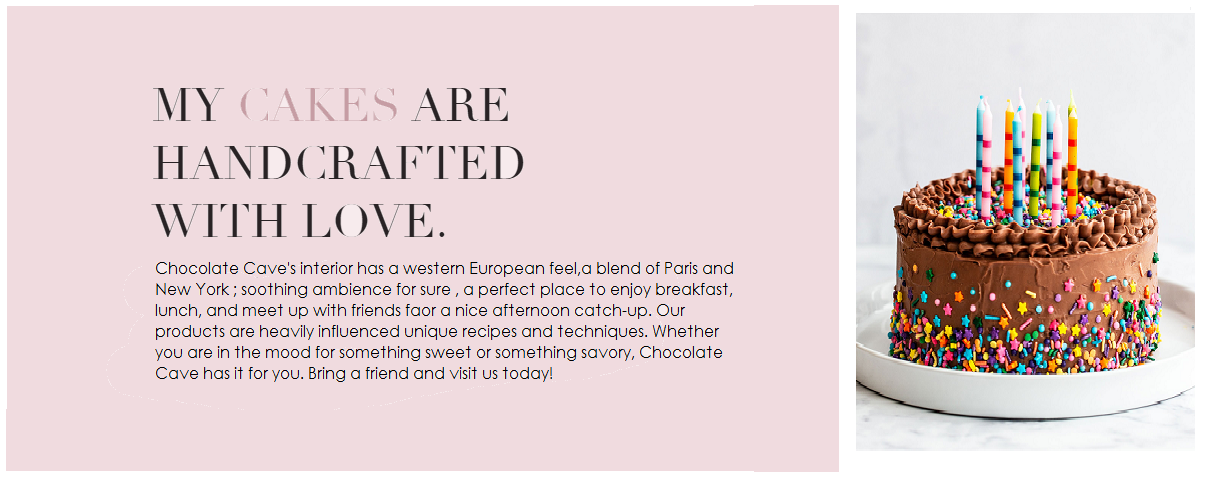 MY CAKES ARE
HANDCRAFTED
WITH LOVE.
Chocolate Cave's interior has a western European feel,a blend of Paris and
New York ; soothing ambience for sure , a perfect place to enjoy breakfast,
lunch, and meet up with friends faor a nice afternoon catch-up. Our
products are heavily influenced unique recipes and techniques. Whether
you are in the mood for something sweet or something savory, Chocolate
Cave has it for you. Bring a friend and visit us today!